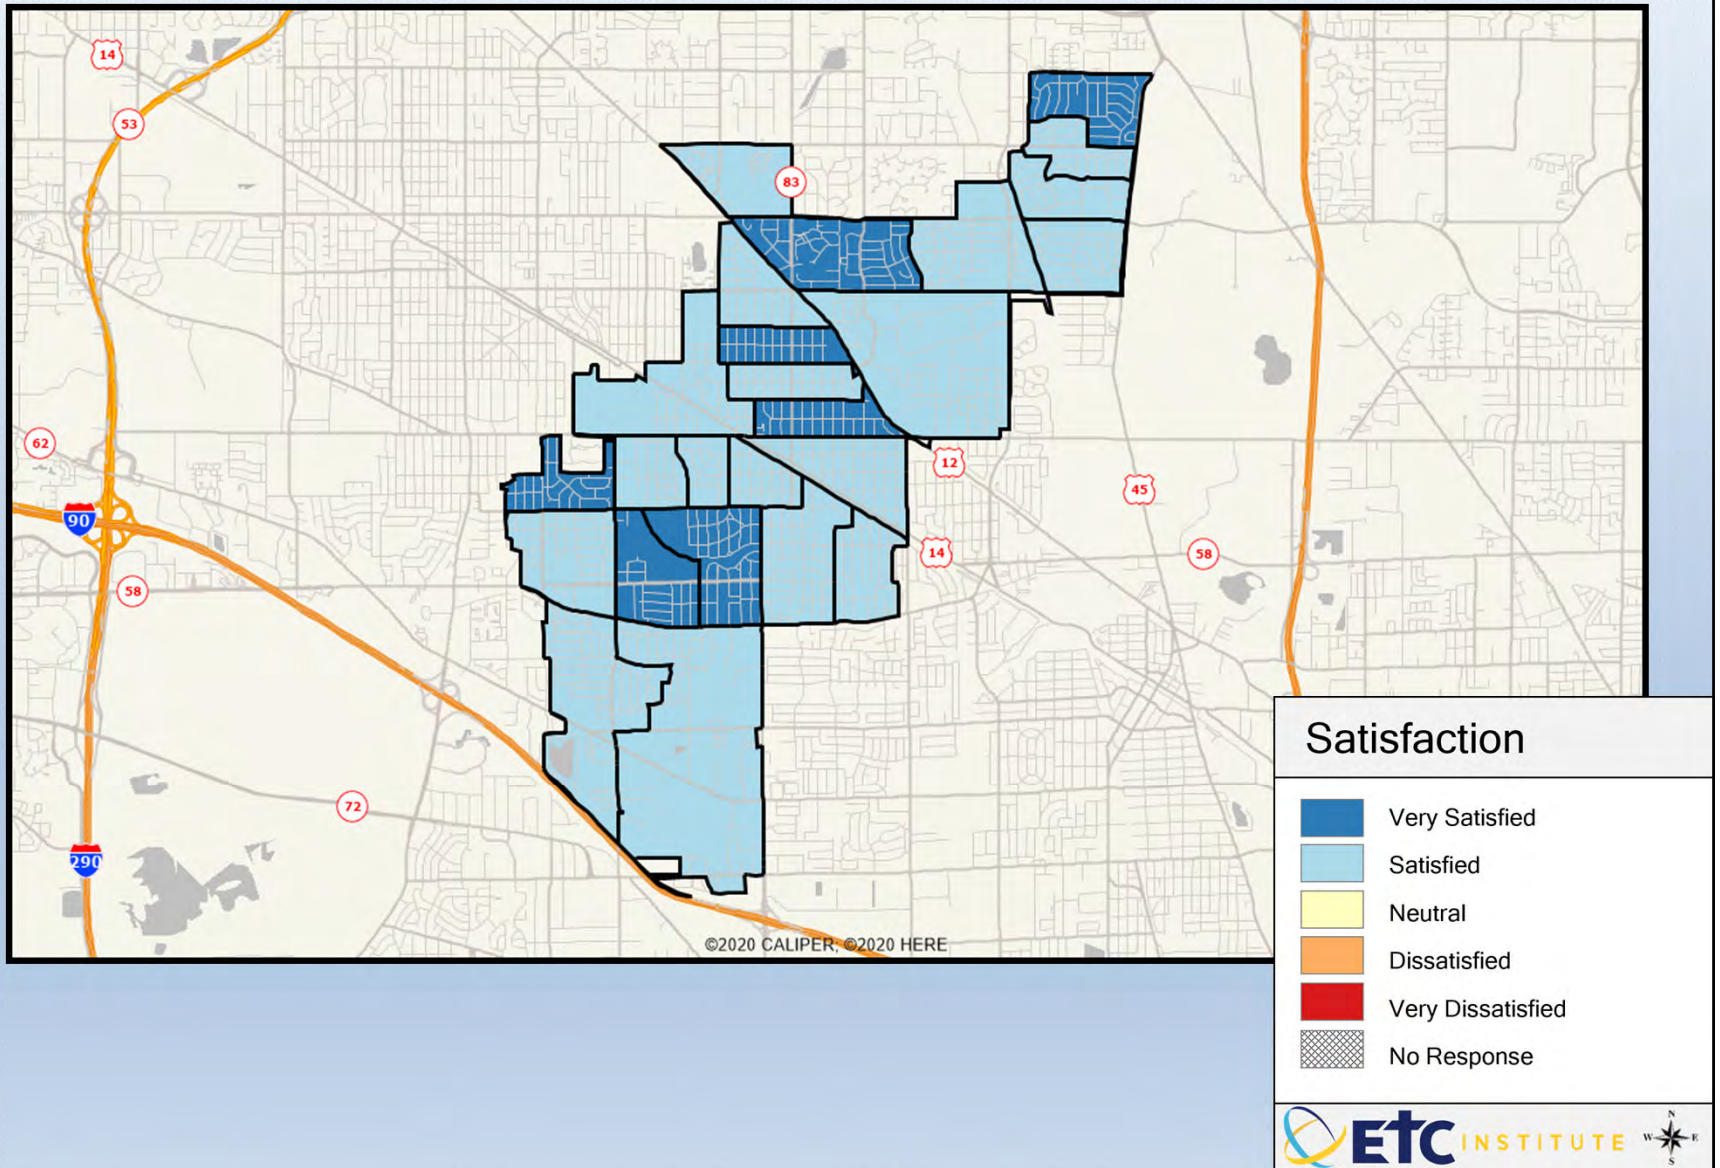 14
53
83
62
12
45
90
14
58
58
72
290
©2020 CALIPER; ©2020 HERE
Satisfaction
Very Satisfied
Satisfied
Neutral
Dissatisfied
Very Dissatisfied
No Response
ETC INSTITUTE
N
W E
S